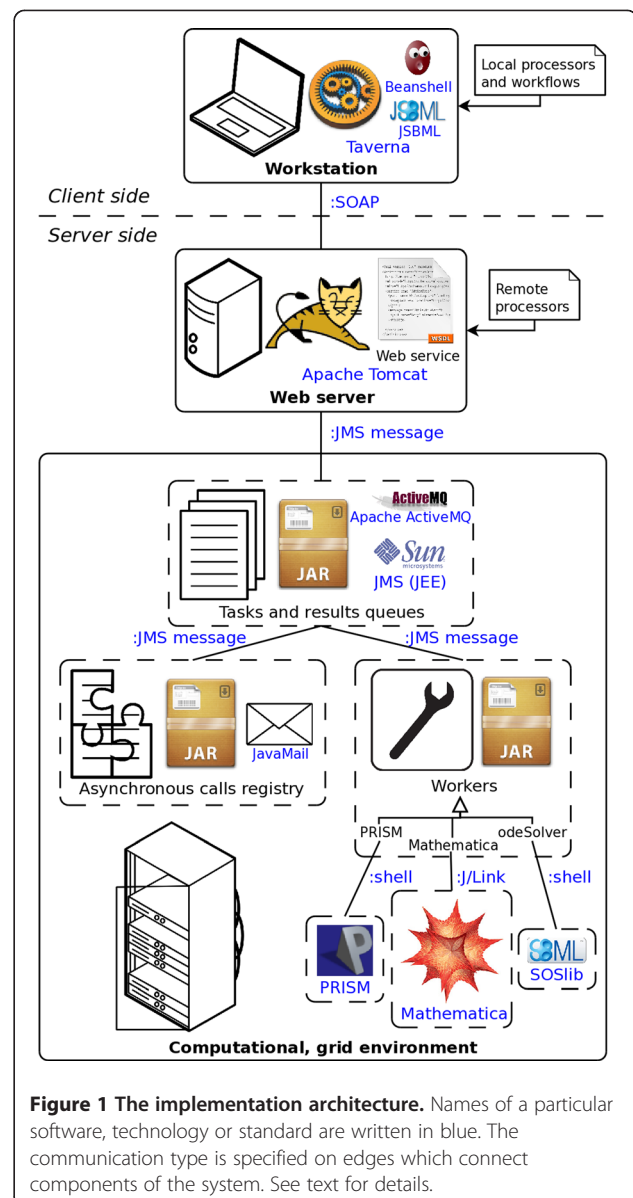 Local processors
and workflows
Beanshell
JSBML
JSBML
Taverna
Workstation
Client side
:SOAP
Server side
Remote
processors
WSDL
Web service
Apache Tomcat
Web server
:JMS message
ActiveMQ
Apache ActiveMQ
Sun
microsystems
JAR
JMS (JEE)
Tasks and results queues
:JMS message
:JMS message
JAR
JavaMail
Asynchronous calls registry
JAR
Workers
PRISM
Mathematica
odeSolver
:shell
:J/Link
:shell
P
PRISM
Mathematica
SBML
SOSlib
Computational, grid environment
Figure 1 The implementation architecture. Names of a particular
software, technology or standard are written in blue. The
communication type is specified on edges which connect
components of the system. See text for details.